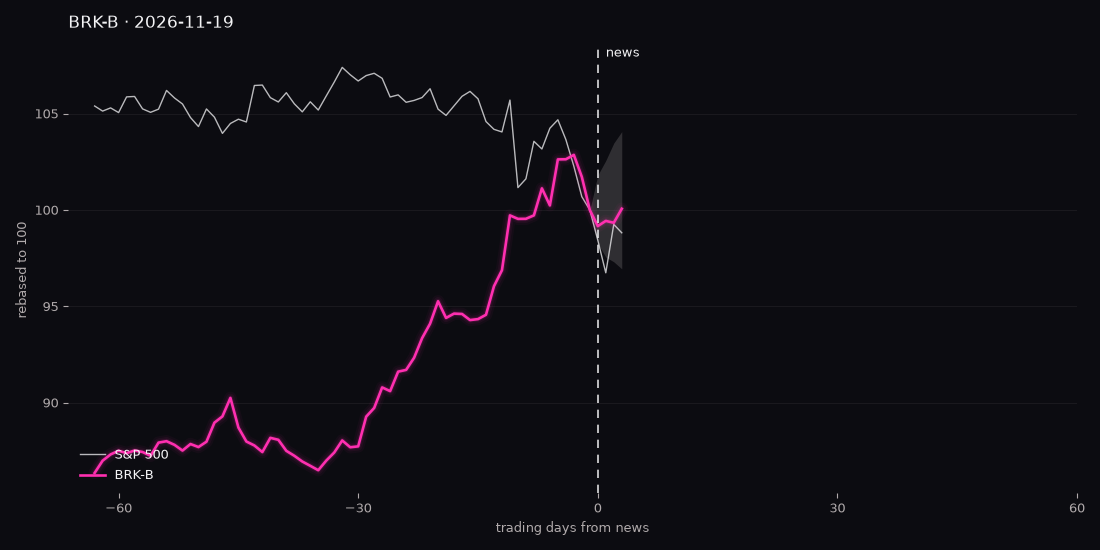 BRK-B · 2026-11-19
news
105
100
95
90
rebased to 100
S&P 500
BRK-B
−60
−30
0
30
60
trading days from news